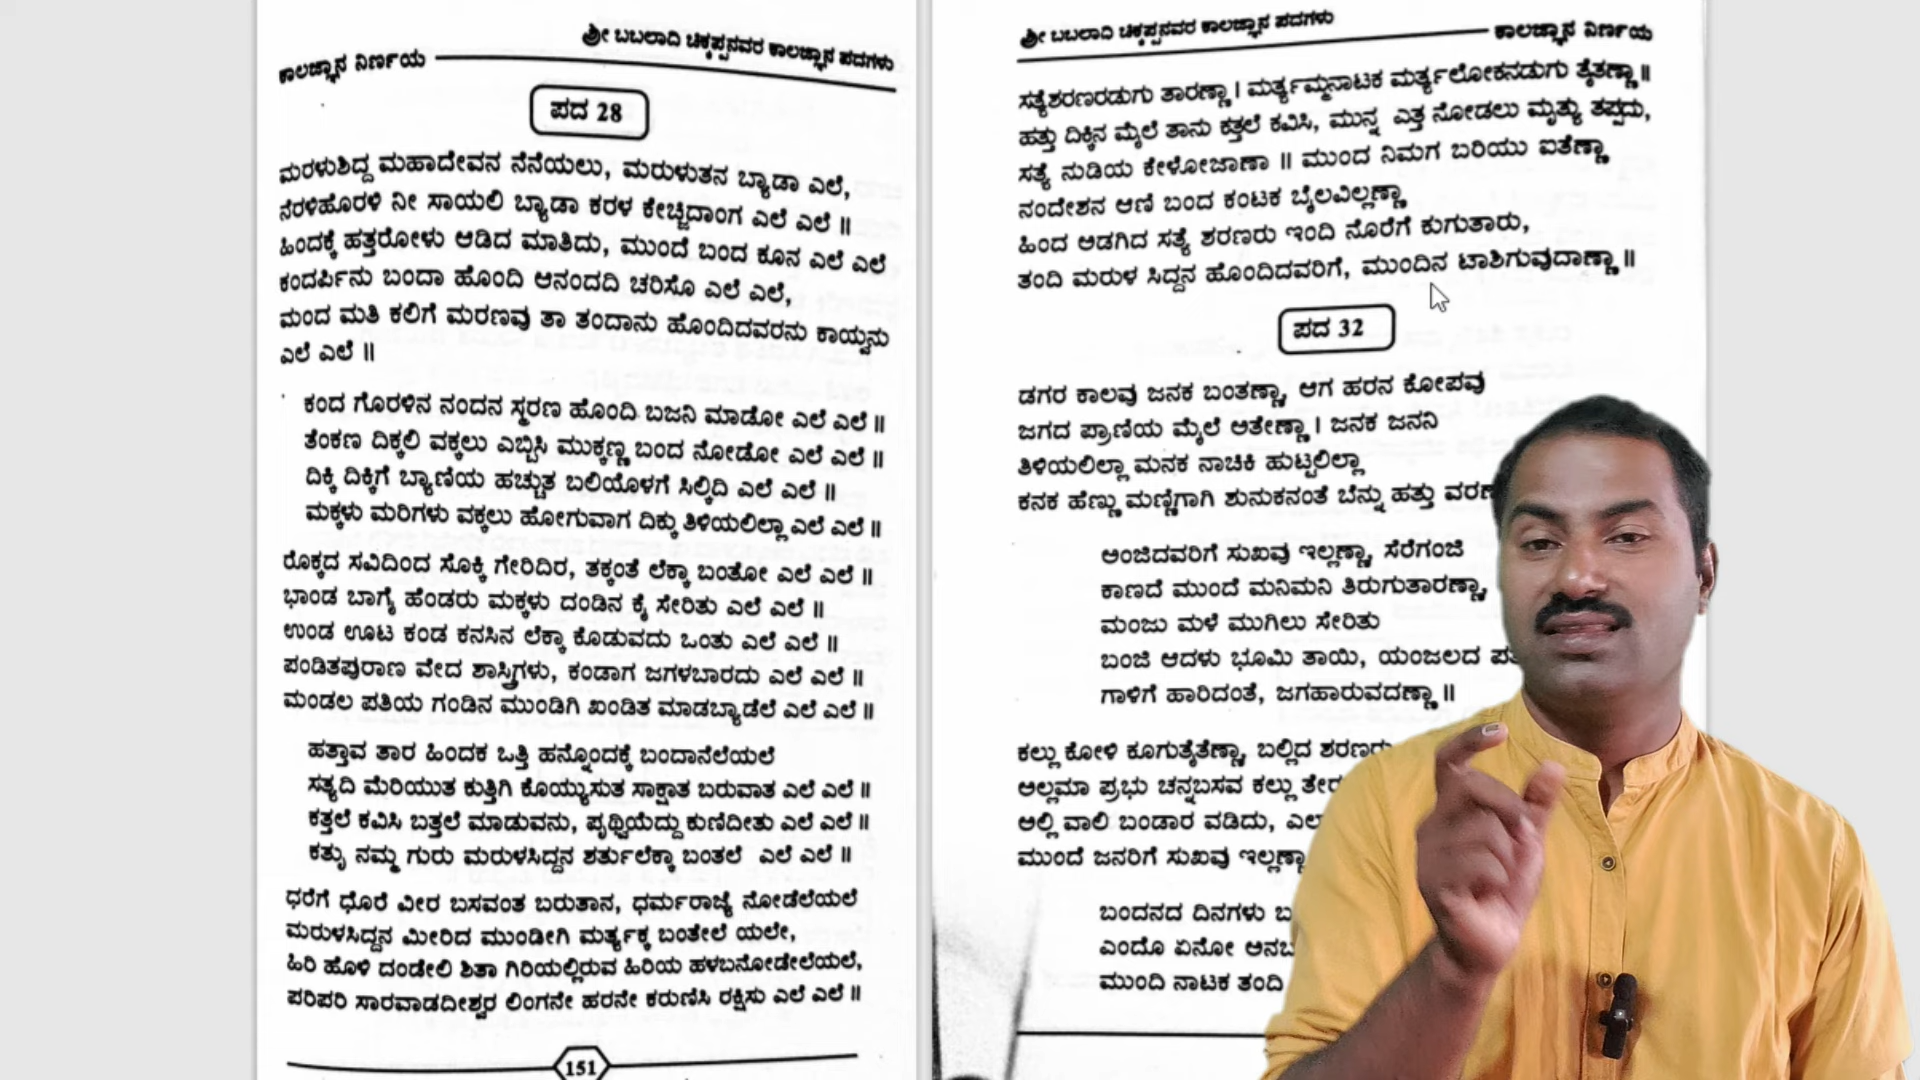 ಶ್ರೀ ಬಬಲಾದಿ ಚಿಕ್ಕಪ್ಪನವರ ಕಾಲಜ್ಞಾನ ಪದಗಳು
ಕಾಲಜ್ಞಾನ ನಿರ್ಣಯ
ಪದ 28
ಮರಳುಶಿದ್ದ ಮಹಾದೇವನ ನೆನೆಯಲು, ಮರುಳುತನ ಬ್ಯಾಡಾ ಎಲೆ,
ನೆರಳಿಹೊರಳಿ ನೀ ಸಾಯಲಿ ಬ್ಯಾಡಾ ಕರಳ ಕೇಚ್ಚಿದಾಂಗ ಎಲೆ ಎಲೆ ॥
ಹಿಂದಕ್ಕೆ ಹತ್ತರೋಳು ಆಡಿದ ಮಾತಿದು, ಮುಂದೆ ಬಂದ ಕೂನ ಎಲೆ ಎಲೆ
ಕಂದರ್ಪಿನು ಬಂದಾ ಹೊಂದಿ ಆನಂದದಿ ಚರಿಸೊ ಎಲೆ ಎಲೆ,
ಮಂದ ಮತಿ ಕಲಿಗೆ ಮರಣವು ತಾ ತಂದಾನು ಹೊಂದಿದವರನು ಕಾಯ್ವನು
ಎಲೆ ಎಲೆ ॥
ಕಂದ ಗೊರಳಿನ ನಂದನ ಸ್ಮರಣ ಹೊಂದಿ ಬಜನಿ ಮಾಡೋ ಎಲೆ ಎಲೆ ॥
ತೆಂಕಣ ದಿಕ್ಕಲಿ ವಕ್ಕಲು ಎಬ್ಬಿಸಿ ಮುಕ್ಕಣ್ಣ ಬಂದ ನೋಡೋ ಎಲೆ ಎಲೆ ॥
ದಿಕ್ಕಿ ದಿಕ್ಕಿಗೆ ಬ್ಯಾಣಿಯ ಹಚ್ಚುತ ಬಲಿಯೊಳಗೆ ಸಿಲ್ಕಿದಿ ಎಲೆ ಎಲೆ ॥
ಮಕ್ಕಳು ಮರಿಗಳು ವಕ್ಕಲು ಹೋಗುವಾಗ ದಿಕ್ಕು ತಿಳಿಯಲಿಲ್ಲಾ ಎಲೆ ಎಲೆ ॥
ರೊಕ್ಕದ ಸವಿದಿಂದ ಸೊಕ್ಕಿ ಗೇರಿದಿರ, ತಕ್ಕಂತೆ ಲೆಕ್ಕಾ ಬಂತೋ ಎಲೆ ಎಲೆ ॥
ಭಾಂಡ ಬಾಗೈ ಹೆಂಡರು ಮಕ್ಕಳು ದಂಡಿನ ಕೈ ಸೇರಿತು ಎಲೆ ಎಲೆ ॥
ಉಂಡ ಊಟ ಕಂಡ ಕನಸಿನ ಲೆಕ್ಕಾ ಕೊಡುವದು ಒಂತು ಎಲೆ ಎಲೆ ॥
ಪಂಡಿತಪುರಾಣ ವೇದ ಶಾಸ್ತ್ರಿಗಳು, ಕಂಡಾಗ ಜಗಳಬಾರದು ಎಲೆ ಎಲೆ ॥
ಮಂಡಲ ಪತಿಯ ಗಂಡಿನ ಮುಂಡಿಗಿ ಖಂಡಿತ ಮಾಡಬ್ಯಾಡೆಲೆ ಎಲೆ ಎಲೆ ॥
ಹತ್ತಾವ ತಾರ ಹಿಂದಕ ಒತ್ತಿ ಹನ್ನೊಂದಕ್ಕೆ ಬಂದಾನೆಲೆಯಲೆ
ಸತ್ಯದಿ ಮೆರಿಯುತ ಕುತ್ತಿಗಿ ಕೊಯ್ಯುಸುತ ಸಾಕ್ಷಾತ ಬರುವಾತ ಎಲೆ ಎಲೆ ॥
ಕತ್ತಲೆ ಕವಿಸಿ ಬತ್ತಲೆ ಮಾಡುವನು, ಪೃಥ್ವಿಯೆದ್ದು ಕುಣಿದೀತು ಎಲೆ ಎಲೆ ॥
ಕತೃ ನಮ್ಮ ಗುರು ಮರುಳಸಿದ್ದನ ಶರ್ತುಲೆಕ್ಕಾ ಬಂತಲೆ ಎಲೆ ಎಲೆ ॥
ಧರೆಗೆ ಧೊರೆ ವೀರ ಬಸವಂತ ಬರುತಾನ, ಧರ್ಮರಾಜ್ಯೆ ನೋಡೆಲೆಯಲೆ
ಮರುಳಸಿದ್ದನ ಮೀರಿದ ಮುಂಡೀಗಿ ಮರ್ತ್ಯಕ್ಕ ಬಂತೇಲೆ ಯಲೇ,
ಹಿರಿ ಹೊಳಿ ದಂಡೇಲಿ ಶಿತಾ ಗಿರಿಯಲ್ಲಿರುವ ಹಿರಿಯ ಹಳಬನೋಡೇಲೆಯಲೆ,
ಪರಿಪರಿ ಸಾರವಾಡದೀಶ್ವರ ಲಿಂಗನೇ ಹರನೇ ಕರುಣಿಸಿ ರಕ್ಷಿಸು ಎಲೆ ಎಲೆ ॥
151
ಶ್ರೀ ಬಬಲಾದಿ ಚಿಕ್ಕಪ್ಪನವರ ಕಾಲಜ್ಞಾನ ಪದಗಳು
ಕಾಲಜ್ಞಾನ ನಿರ್ಣಯ
ಸತ್ಯೆಶರಣರಡುಗು ತಾರಣ್ಣಾ । ಮರ್ತ್ಯಮ್ಮನಾಟಕ ಮರ್ತ್ಯಲೋಕನಡುಗು ತೈತಣ್ಣಾ ॥
ಹತ್ತು ದಿಕ್ಕಿನ ಮೈಲೆ ತಾನು ಕತ್ತಲೆ ಕವಿಸಿ, ಮುನ್ನ ಎತ್ತ ನೋಡಲು ಮೃತ್ಯು ತಪ್ಪದು,
ಸತ್ಯೆ ನುಡಿಯ ಕೇಳೋಜಾಣಾ ॥ ಮುಂದ ನಿಮಗ ಬರಿಯು ಐತೆಣ್ಣಾ
ನಂದೇಶನ ಆಣಿ ಬಂದ ಕಂಟಕ ಬೈಲವಿಲ್ಲಣ್ಣಾ
ಹಿಂದ ಆಡಗಿದ ಸತ್ಯೆ ಶರಣರು ಇಂದಿ ನೊರೆಗೆ ಕುಗುತಾರು,
ತಂದಿ ಮರುಳ ಸಿದ್ದನ ಹೊಂದಿದವರಿಗೆ, ಮುಂದಿನ ಟಾಶಿಗುವುದಾಣ್ಣಾ ॥
ಪದ 32
ಡಗರ ಕಾಲವು ಜನಕ ಬಂತಣ್ಣಾ, ಆಗ ಹರನ ಕೋಪವು
ಜಗದ ಪ್ರಾಣಿಯ ಮೈಲೆ ಆತೇಣ್ಣಾ । ಜನಕ ಜನನಿ
ತಿಳಿಯಲಿಲ್ಲಾ ಮನಕ ನಾಚಿಕಿ ಹುಟ್ಟಲಿಲ್ಲಾ
ಕನಕ ಹೆಣ್ಣು ಮಣ್ಣಿಗಾಗಿ ಶುನುಕನಂತೆ ಬೆನ್ನು ಹತ್ತು
ಅಂಜಿದವರಿಗೆ ಸುಖವು ಇಲ್ಲಣ್ಣಾ, ಸೆರೆಗಂಜಿ
ಕಾಣದೆ ಮುಂದೆ ಮನಿಮನಿ ತಿರುಗುತಾರಣ್ಣಾ,
ಮಂಜು ಮಳೆ ಮುಗಿಲು ಸೇರಿತು
ಬಂಜಿ ಆದಳು ಭೂಮಿ ತಾಯಿ, ಯಂಜಲದ
ಗಾಳಿಗೆ ಹಾರಿದಂತೆ, ಜಗಹಾರುವದಣ್ಣಾ ॥
ಕಲ್ಲು ಕೋಳಿ ಕೂಗುತೈತೆಣ್ಣಾ, ಬಲ್ಲಿದ ಶರಣರು
ಅಲ್ಲಮಾ ಪ್ರಭು ಚನ್ನಬಸವ ಕಲ್ಲು
ಅಲ್ಲಿ ವಾಲಿ ಬಂಡಾರ ವಡಿದು,
ಮುಂದೆ ಜನರಿಗೆ ಸುಖವು ಇಲ್ಲಣ್ಣಾ
ಬಂದನದ ದಿನಗಳು
ಎಂದೊ ಏನೋ
ಮುಂದಿ ನಾಟಕ ತಂದಿ